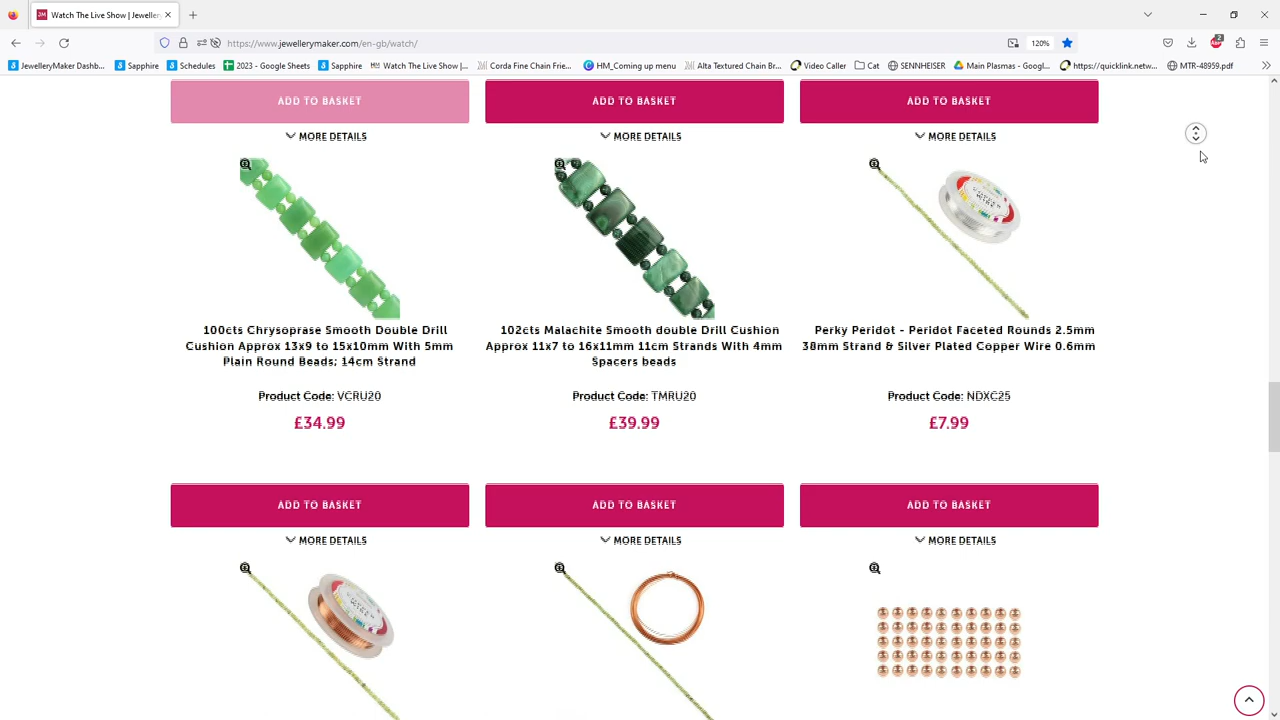 Watch The Live Show | Jeweller
https://www.jewellerymaker.com/en-gb/watch/
120%
2
JewelleryMaker Dashb...
Sapphire
Schedules
2023 - Google Sheets
Sapphire
Watch The Live Show |...
Corda Fine Chain Frie...
HM_Coming up menu
Alta Textured Chain Br...
Video Caller
Cat
SENNHEISER
Main Plasmas - Googl...
https://quicklink.netw...
MTR-48959.pdf
ADD TO BASKET
ADD TO BASKET
ADD TO BASKET
MORE DETAILS
MORE DETAILS
MORE DETAILS
COPPER
WIRE
100cts Chrysoprase Smooth Double Drill
Cushion Approx 13x9 to 15x10mm With 5mm
Plain Round Beads; 14cm Strand
Product Code: VCRU20
£34.99
102cts Malachite Smooth double Drill Cushion
Approx 11x7 to 16x11mm 11cm Strands With 4mm
Spacers beads
Product Code: TMRU20
£39.99
Perky Peridot - Peridot Faceted Rounds 2.5mm
38mm Strand & Silver Plated Copper Wire 0.6mm
Product Code: NDXC25
£7.99
ADD TO BASKET
ADD TO BASKET
ADD TO BASKET
MORE DETAILS
MORE DETAILS
MORE DETAILS